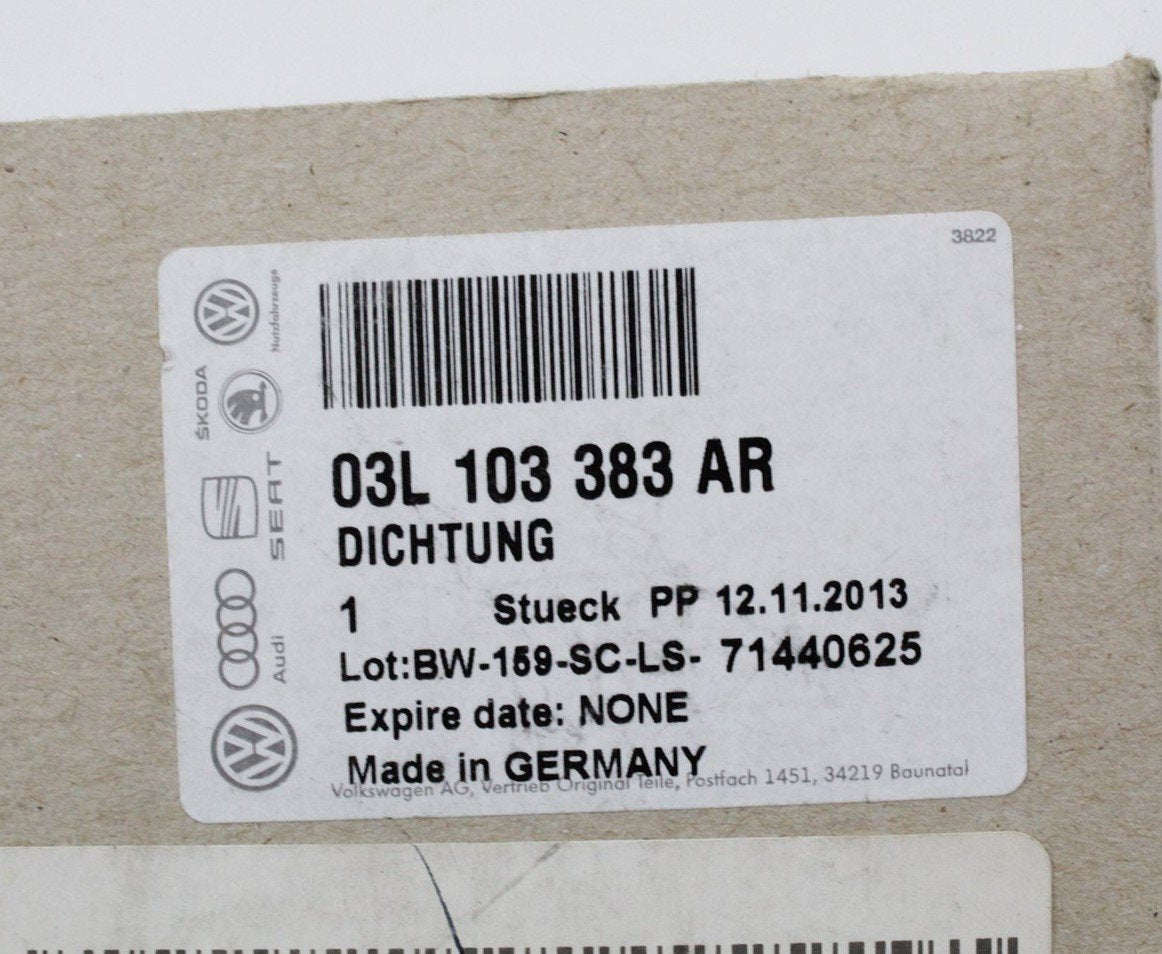 3822
Nutzfahrzeuge
ŠKODA
SEAT
Audi
03L 103 383 AR
DICHTUNG
1 Stueck PP 12.11.2013
Lot:BW-159-SC-LS- 71440625
Expire date: NONE
Made in GERMANY
Volkswagen AG, Vertrieb Original Teile, Postfach 1451, 34219 Baunatal